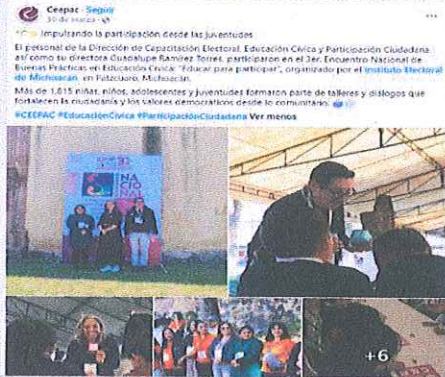 Ceepac · Seguir
30 de marzo ·
Impulsando la participación desde las juventudes
El personal de la Dirección de Capacitación Electoral, Educación Cívica y Participación Ciudadana
así como su directora Guadalupe Ramírez Torres, participaron en el 3er. Encuentro Nacional de
Buenas Prácticas en Educación Cívica: "Educar para participar", organizado por el Instituto Electoral
de Michoacán, en Pátzcuaro, Michoacán.
Más de 1,015 niñas, niños, adolescentes y juventudes formaron parte de talleres y diálogos que
fortalecen la ciudadanía y los valores democráticos desde lo comunitario.
#CEEPAC #EducaciónCívica #ParticipaciónCiudadana Ver menos
NA
CIO
NAL
+6